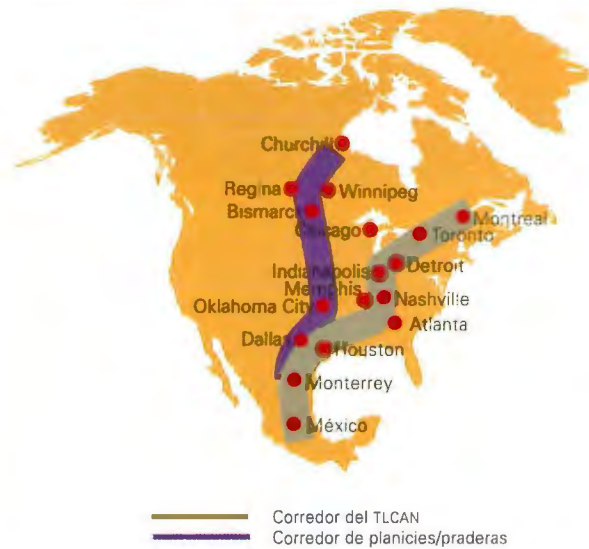 Churchill
Regina
Winnipeg
Bismarck
Chicago
Montreal
Toronto
Indianapolis
Detroit
Memphis
Nashville
Oklahoma City
Atlanta
Dallas
Houston
Monterrey
México
Corredor del TLCAN
Corredor de planicies/praderas